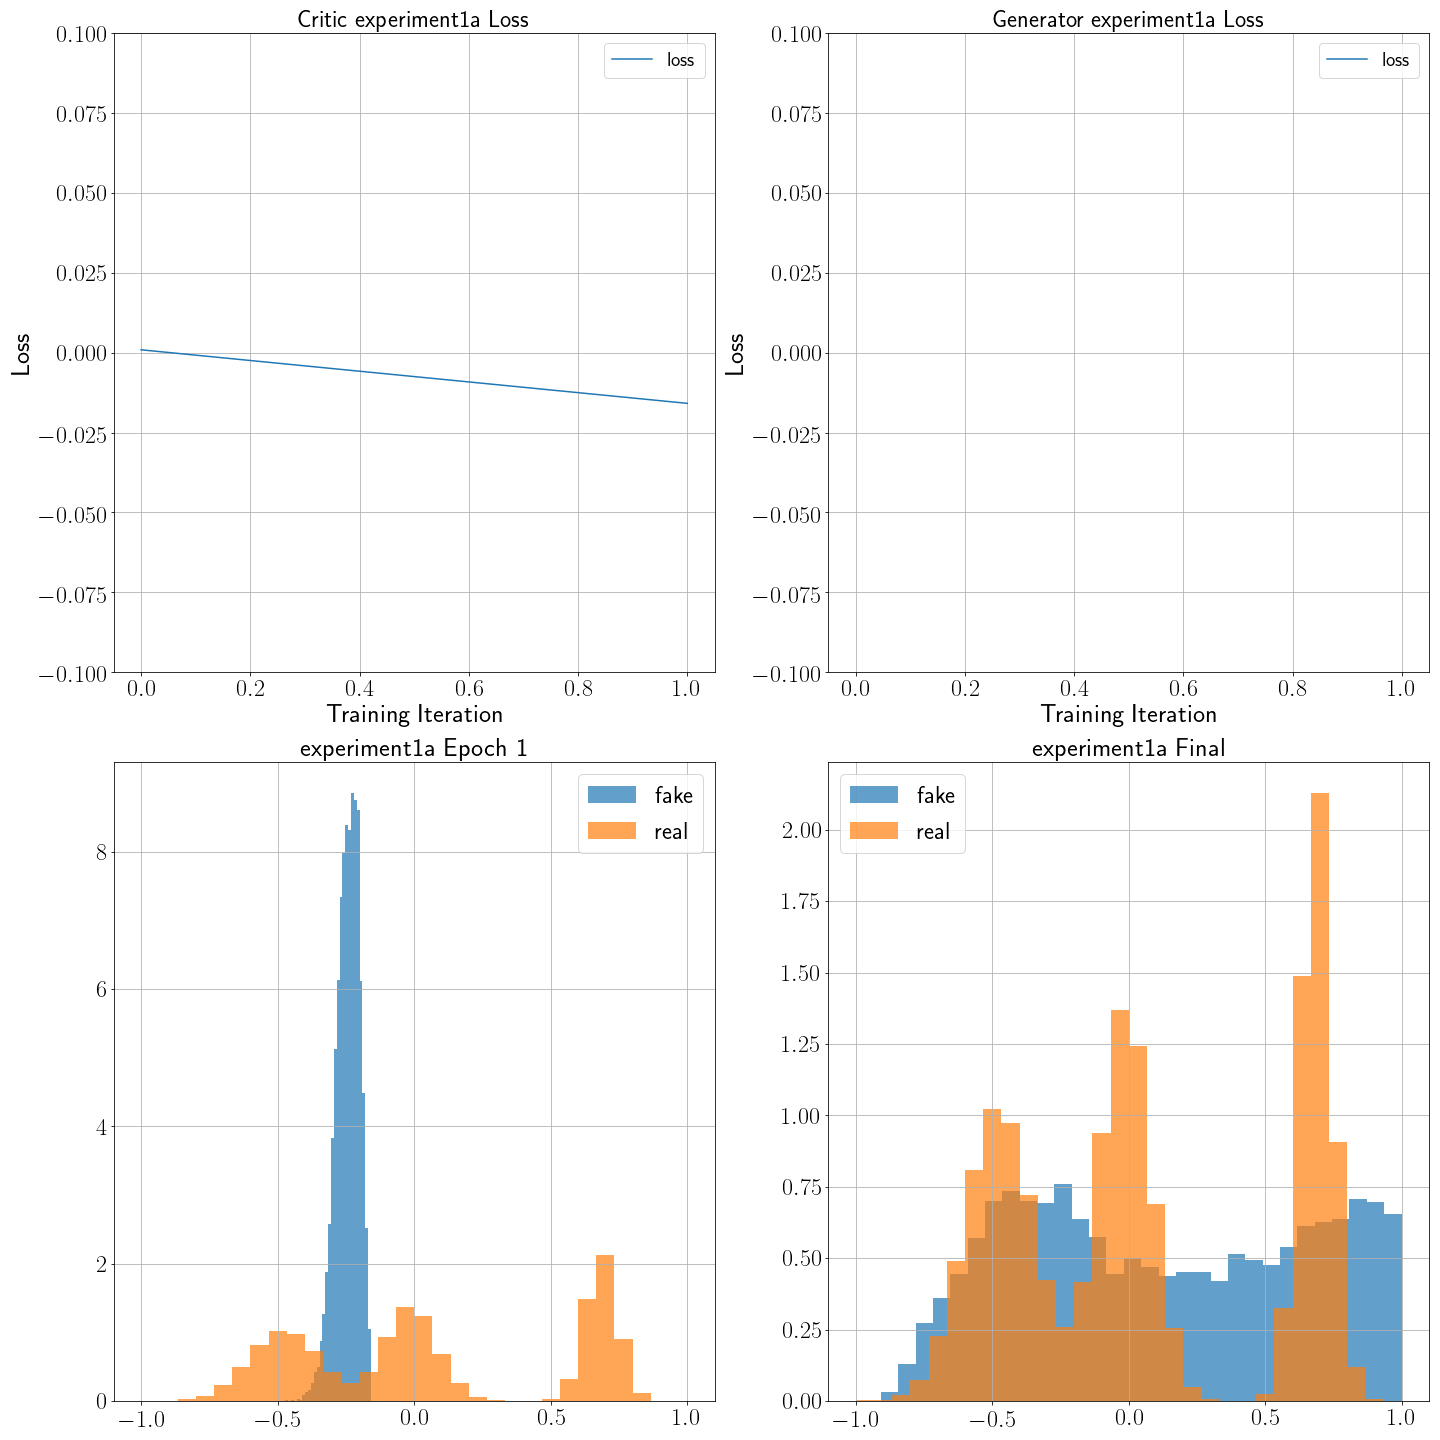 Critic experiment1a Loss
0.100
0.075
0.050
0.025
0.000
−0.025
−0.050
−0.075
−0.100
Loss
loss
0.0 0.2 0.4 0.6 0.8 1.0
Training Iteration
Generator experiment1a Loss
0.100
0.075
0.050
0.025
0.000
−0.025
−0.050
−0.075
−0.100
Loss
loss
0.0 0.2 0.4 0.6 0.8 1.0
Training Iteration
experiment1a Epoch 1
8
6
4
2
0
fake
real
−1.0 −0.5 0.0 0.5 1.0
experiment1a Final
2.00
1.75
1.50
1.25
1.00
0.75
0.50
0.25
0.00
fake
real
−1.0 −0.5 0.0 0.5 1.0